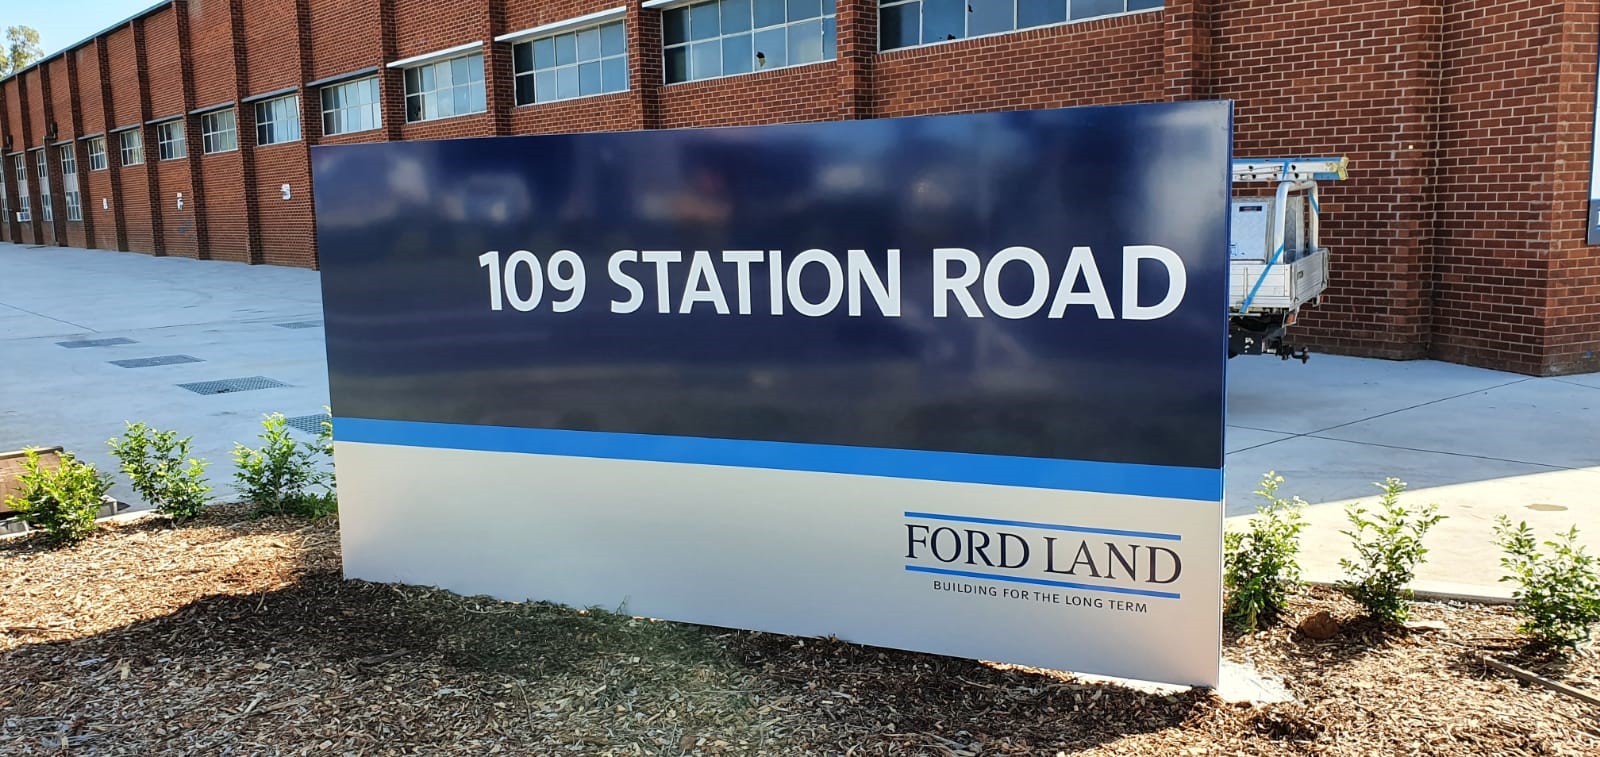 109 STATION ROAD
FORD LAND
BUILDING FOR THE LONG TERM